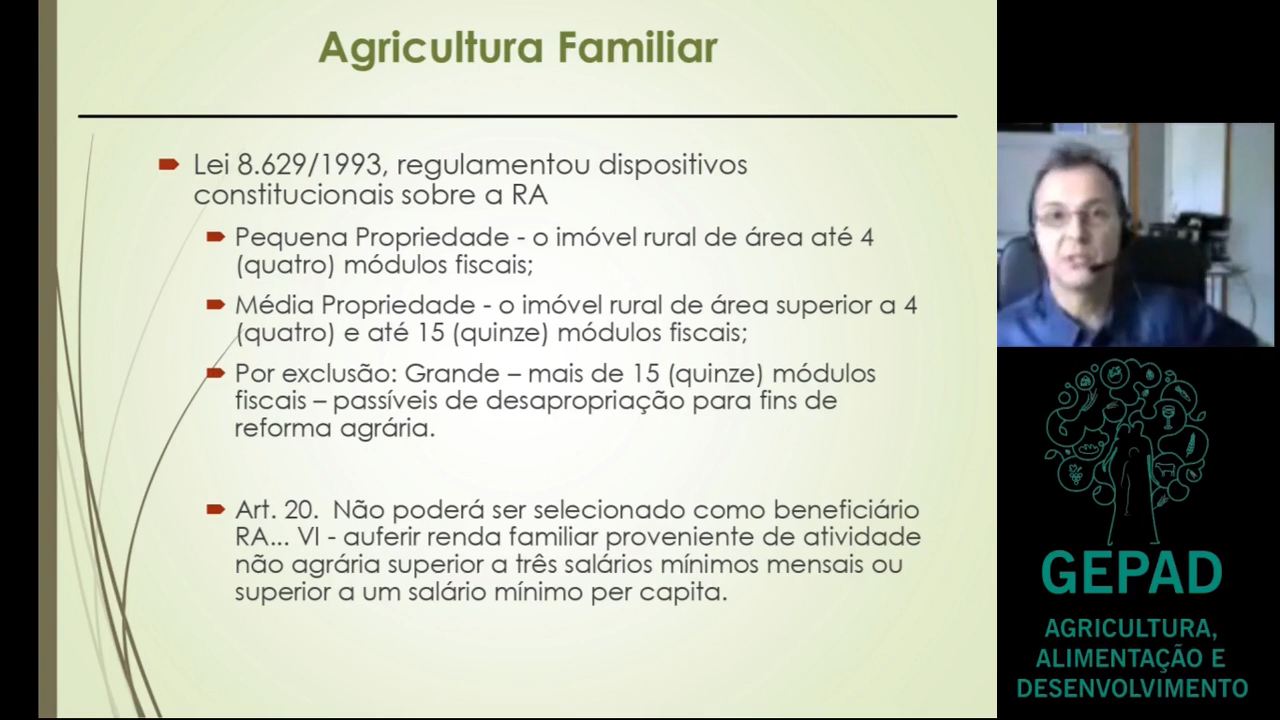 Agricultura Familiar
Lei 8.629/1993, regulamentou dispositivos
constitucionais sobre a RA
Pequena Propriedade - o imóvel rural de área até 4
(quatro) módulos fiscais;
Média Propriedade - o imóvel rural de área superior a 4
(quatro) e até 15 (quinze) módulos fiscais;
Por exclusão: Grande – mais de 15 (quinze) módulos
fiscais – passíveis de desapropriação para fins de
reforma agrária.
Art. 20.  Não poderá ser selecionado como beneficiário
RA... VI - auferir renda familiar proveniente de atividade
não agrária superior a três salários mínimos mensais ou
superior a um salário mínimo per capita.
GEPAD
AGRICULTURA,
ALIMENTAÇÃO E
DESENVOLVIMENTO